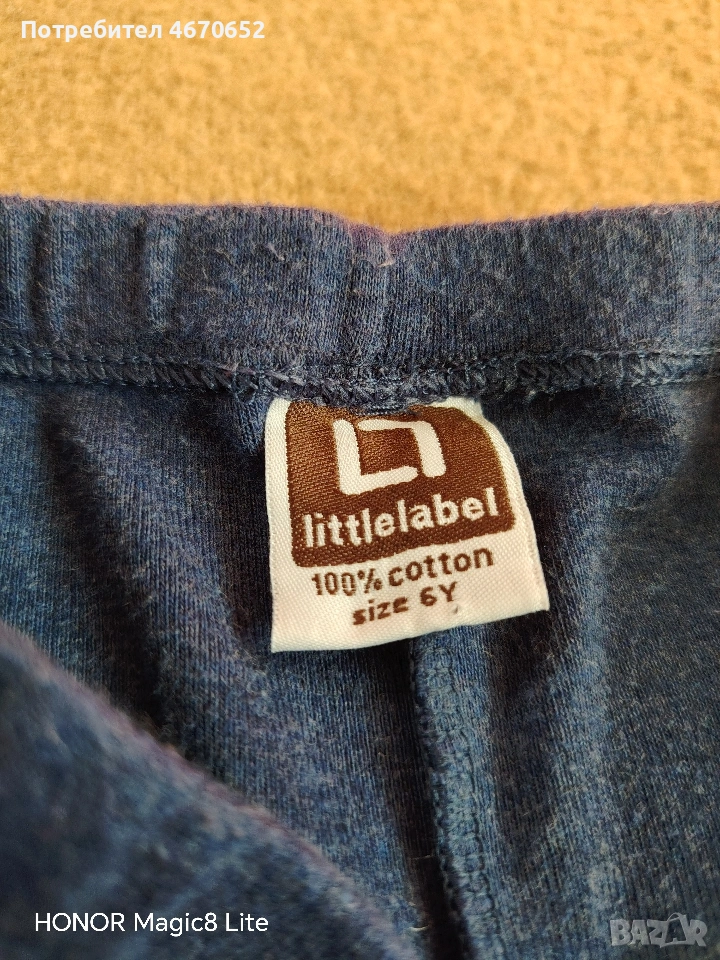 Потребител 4670652
littlelabel
100% cotton
size 6Y
HONOR Magic8 Lite
BAZAR